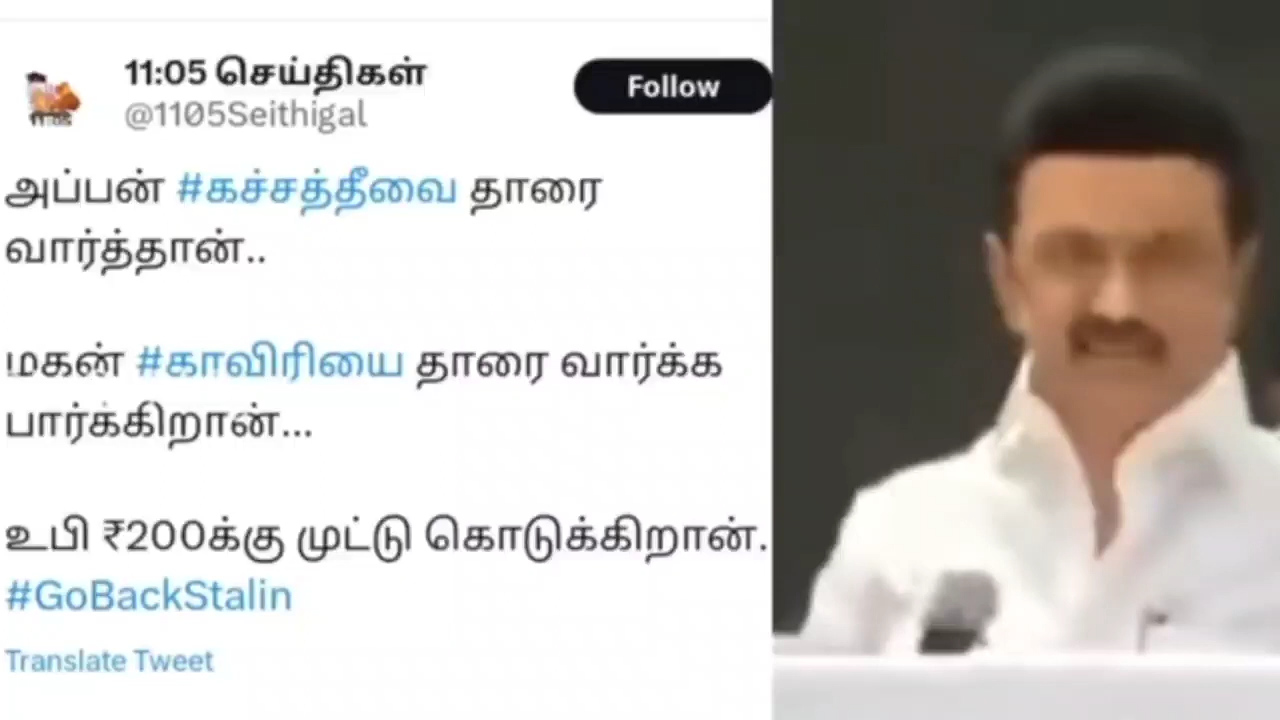 11:05 செய்திகள்
@1105Seithigal
Follow
அப்பன் #கச்சத்தீவை தாரை
வார்த்தான்..
மகன் #காவிரியை தாரை வார்க்க
பார்க்கிறான்...
உபி ₹200க்கு முட்டு கொடுக்கிறான்.
#GoBackStalin
Translate Tweet